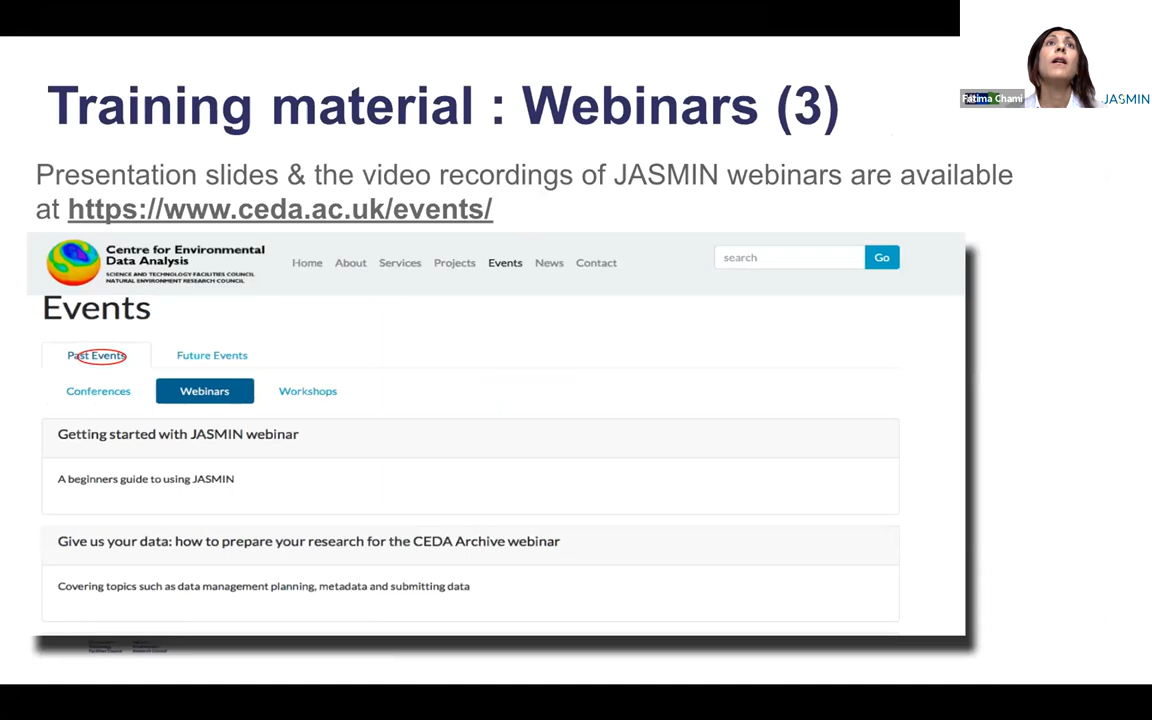 Training material : Webinars (3)
Fatima Chami
JASMIN
Presentation slides & the video recordings of JASMIN webinars are available
at https://www.ceda.ac.uk/events/
Centre for Environmental
Data Analysis
SCIENCE AND TECHNOLOGY FACILITIES COUNCIL
NATURAL ENVIRONMENT RESEARCH COUNCIL
Home About Services Projects Events News Contact
search Go
Events
Past Events Future Events
Conferences Webinars Workshops
Getting started with JASMIN webinar
A beginners guide to using JASMIN
Give us your data: how to prepare your research for the CEDA Archive webinar
Covering topics such as data management planning, metadata and submitting data